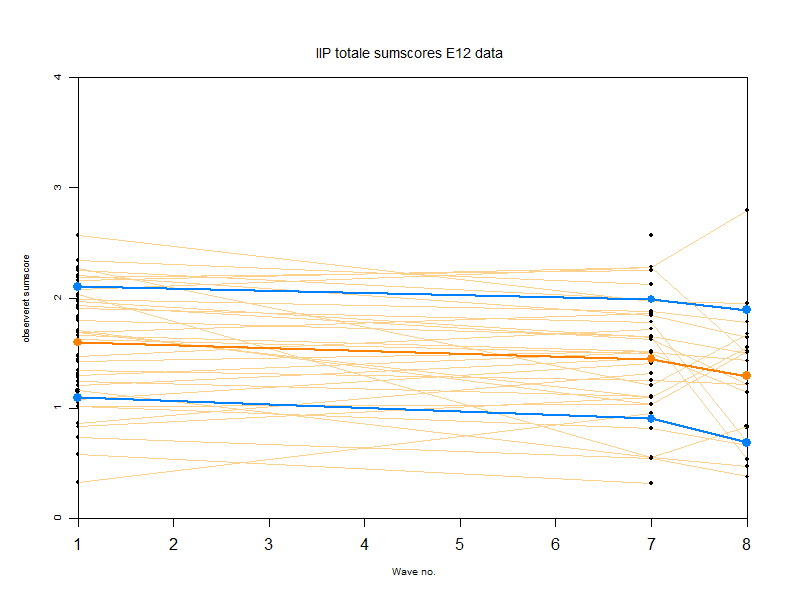 IIP totale sumscores E12 data
4
3
2
1
0
observeret sumscore
1 2 3 4 5 6 7 8
Wave no.